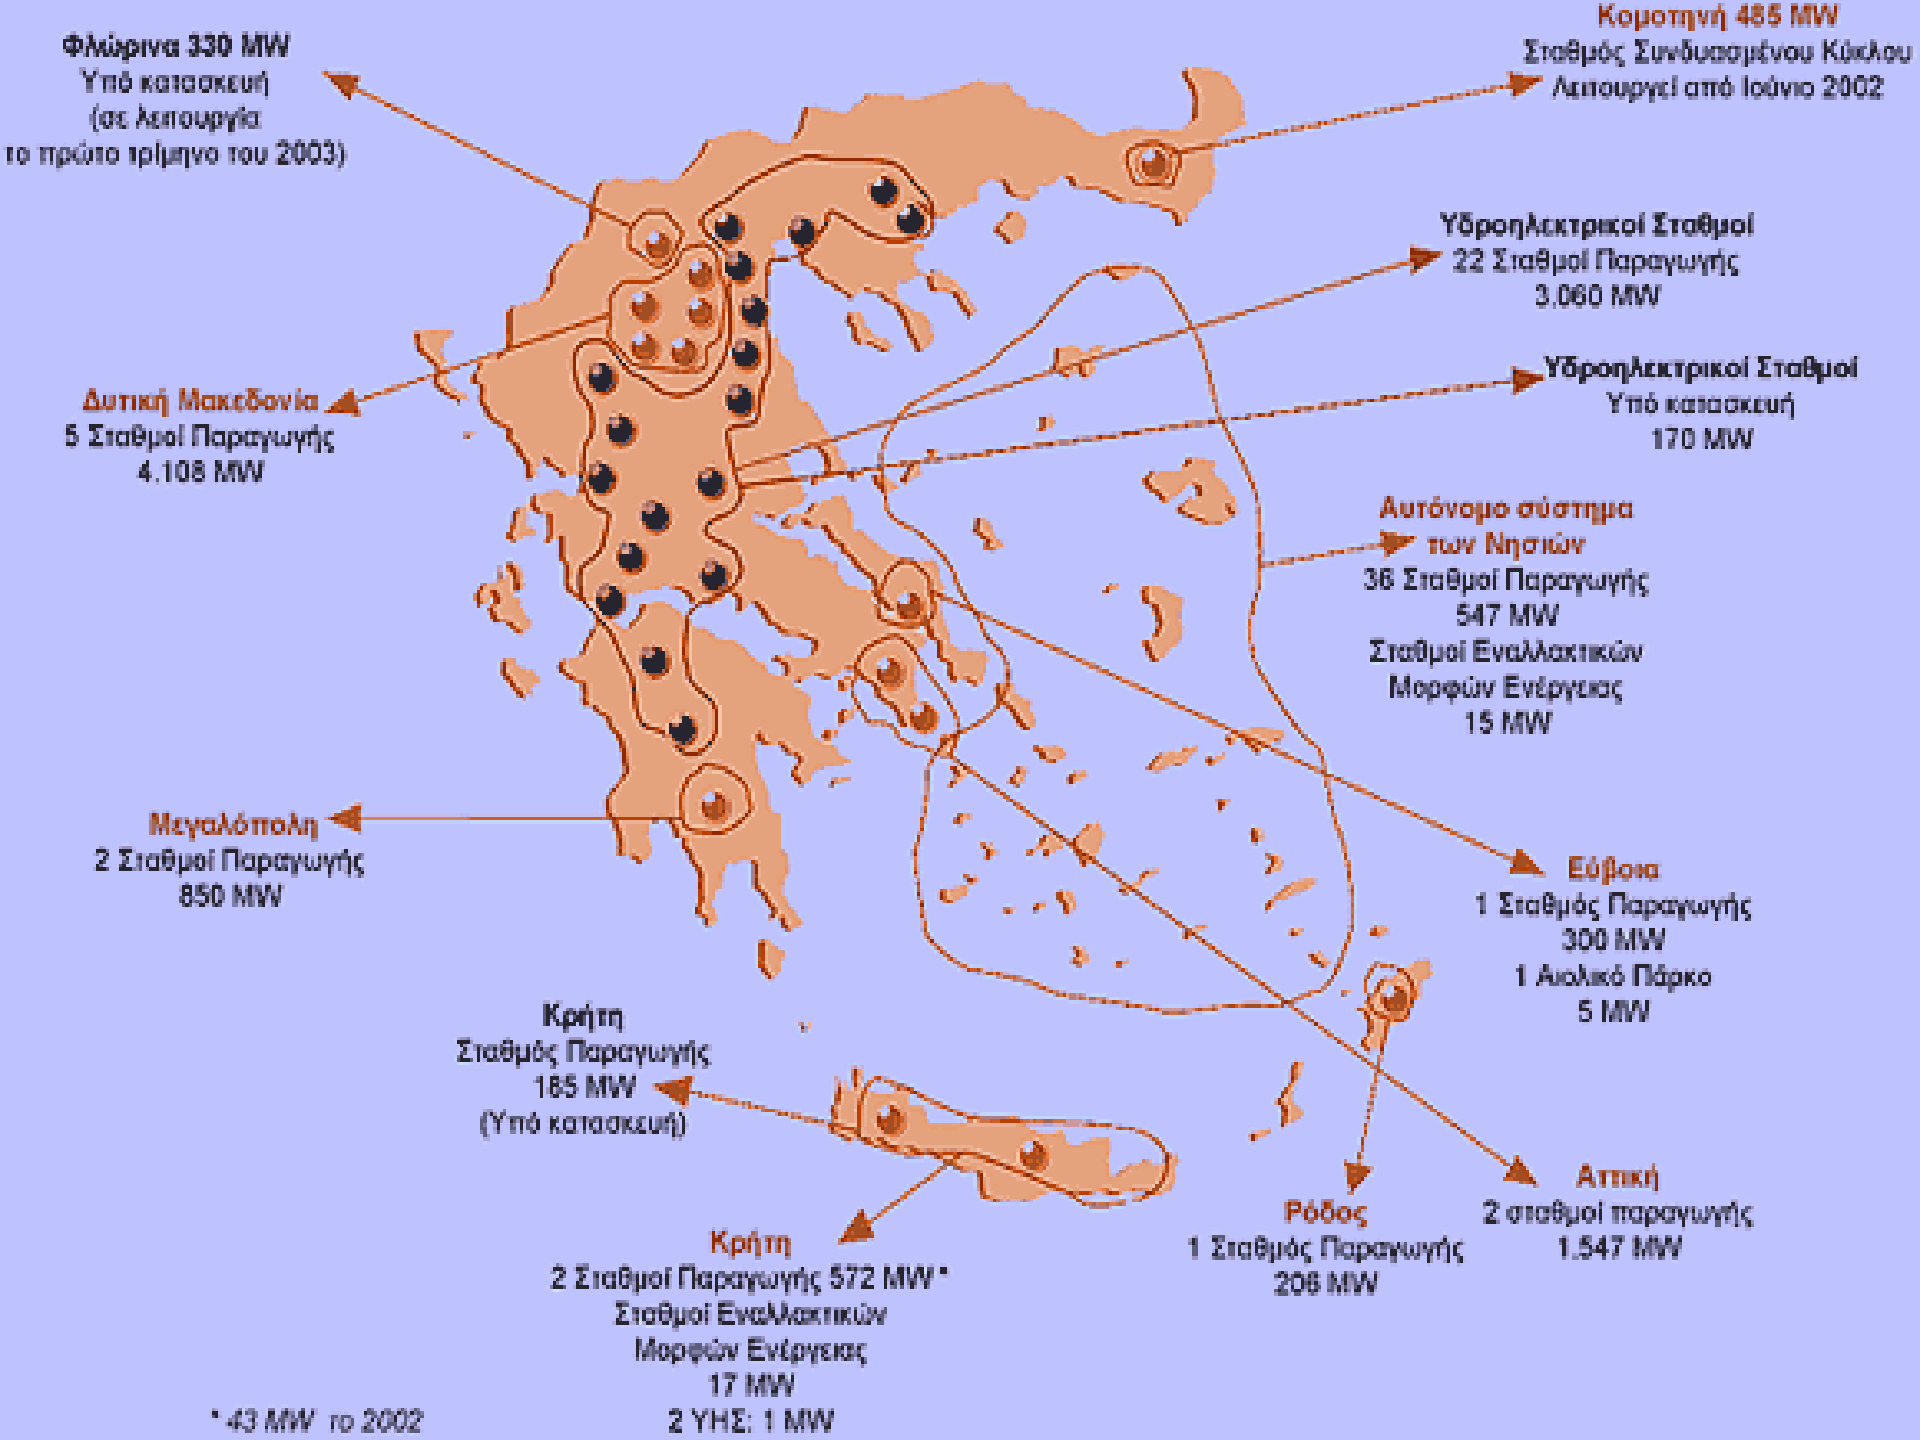 Φλώρινα 330 MW
Υπό κατασκευή
(σε λειτουργία
το πρώτο τρίμηνο του 2003)
Κομοτηνή 485 MW
Σταθμός Συνδυασμένου Κύκλου
Λειτουργεί από Ιούνιο 2002
Υδροηλεκτρικοί Σταθμοί
22 Σταθμοί Παραγωγής
3.060 MW
Υδροηλεκτρικοί Σταθμοί
Υπό κατασκευή
170 MW
Δυτική Μακεδονία
5 Σταθμοί Παραγωγής
4.108 MW
Αυτόνομο σύστημα
των Νησιών
36 Σταθμοί Παραγωγής
547 MW
Σταθμοί Εναλλακτικών
Μορφών Ενέργειας
15 MW
Μεγαλόπολη
2 Σταθμοί Παραγωγής
850 MW
Εύβοια
1 Σταθμός Παραγωγής
300 MW
1 Αιολικό Πάρκο
5 MW
Κρήτη
Σταθμός Παραγωγής
185 MW
(Υπό κατασκευή)
Αττική
2 σταθμοί παραγωγής
1.547 MW
Ρόδος
1 Σταθμός Παραγωγής
206 MW
Κρήτη
2 Σταθμοί Παραγωγής 572 MW *
Σταθμοί Εναλλακτικών
Μορφών Ενέργειας
17 MW
2 ΥΗΣ: 1 MW
* 43 MW το 2002